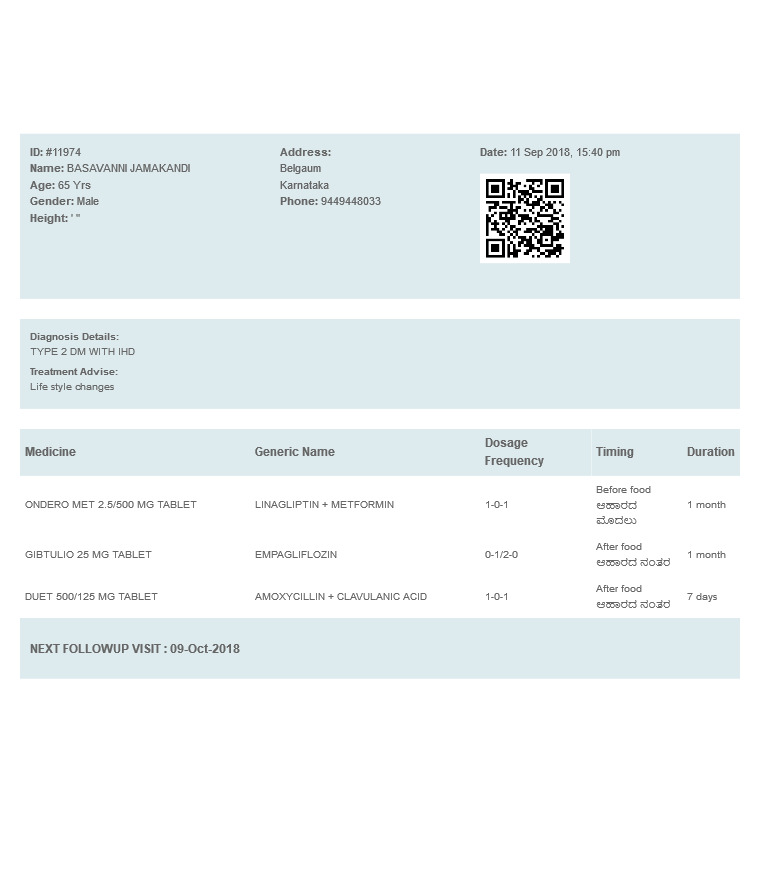 ID: #11974
Name: BASAVANNI JAMAKANDI
Age: 65 Yrs
Gender: Male
Height: ' "
Address:
Belgaum
Karnataka
Phone: 9449448033
Date: 11 Sep 2018, 15:40 pm
Diagnosis Details:
TYPE 2 DM WITH IHD
Treatment Advise:
Life style changes
Medicine Generic Name Dosage Frequency Timing Duration
ONDERO MET 2.5/500 MG TABLET LINAGLIPTIN + METFORMIN 1-0-1 Before food ಆಹಾರದ ಮೊದಲು 1 month
GIBTULIO 25 MG TABLET EMPAGLIFLOZIN 0-1/2-0 After food ಆಹಾರದ ನಂತರ 1 month
DUET 500/125 MG TABLET AMOXYCILLIN + CLAVULANIC ACID 1-0-1 After food ಆಹಾರದ ನಂತರ 7 days
NEXT FOLLOWUP VISIT : 09-Oct-2018